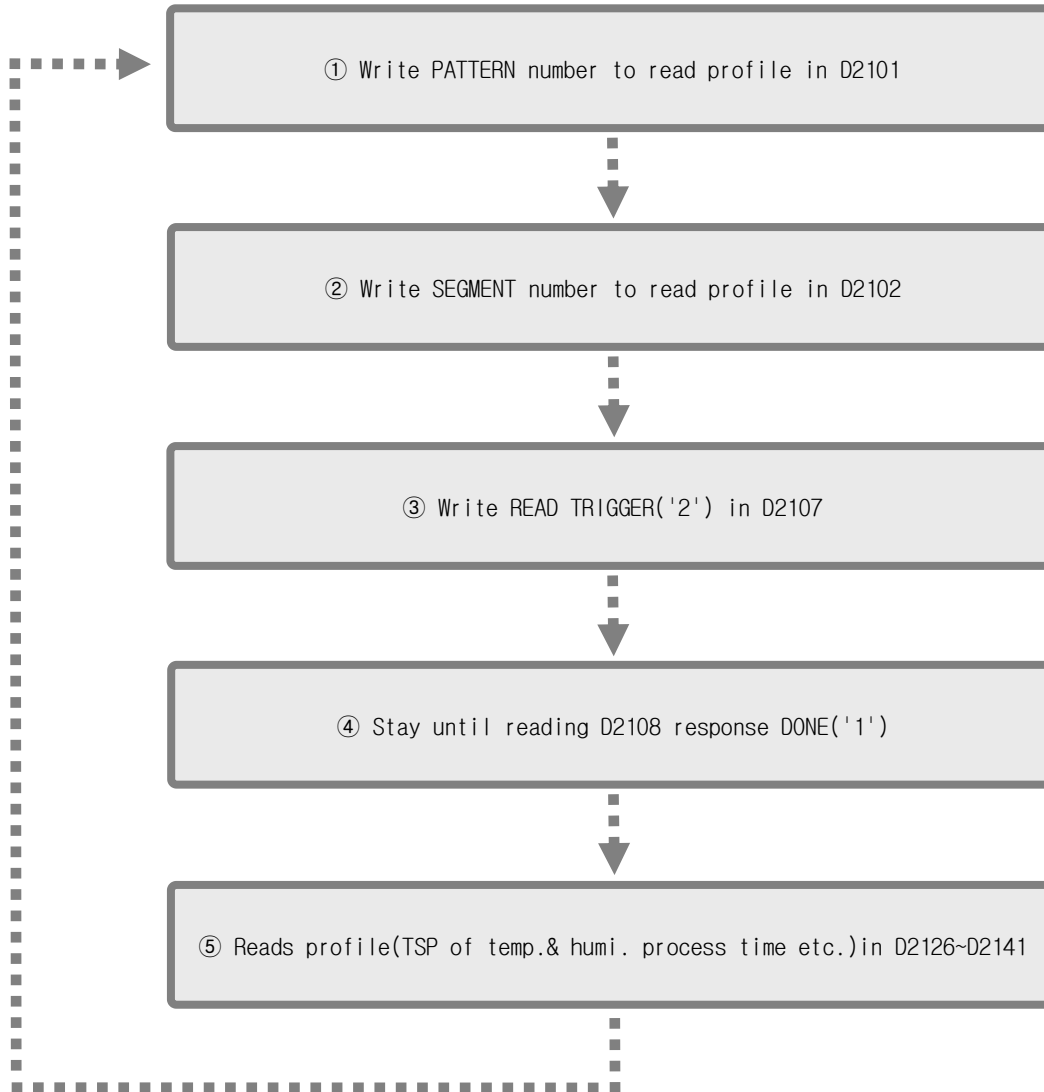 ① Write PATTERN number to read profile in D2101
② Write SEGMENT number to read profile in D2102
③ Write READ TRIGGER('2') in D2107
④ Stay until reading D2108 response DONE('1')
⑤ Reads profile(TSP of temp.& humi. process time etc.)in D2126~D2141